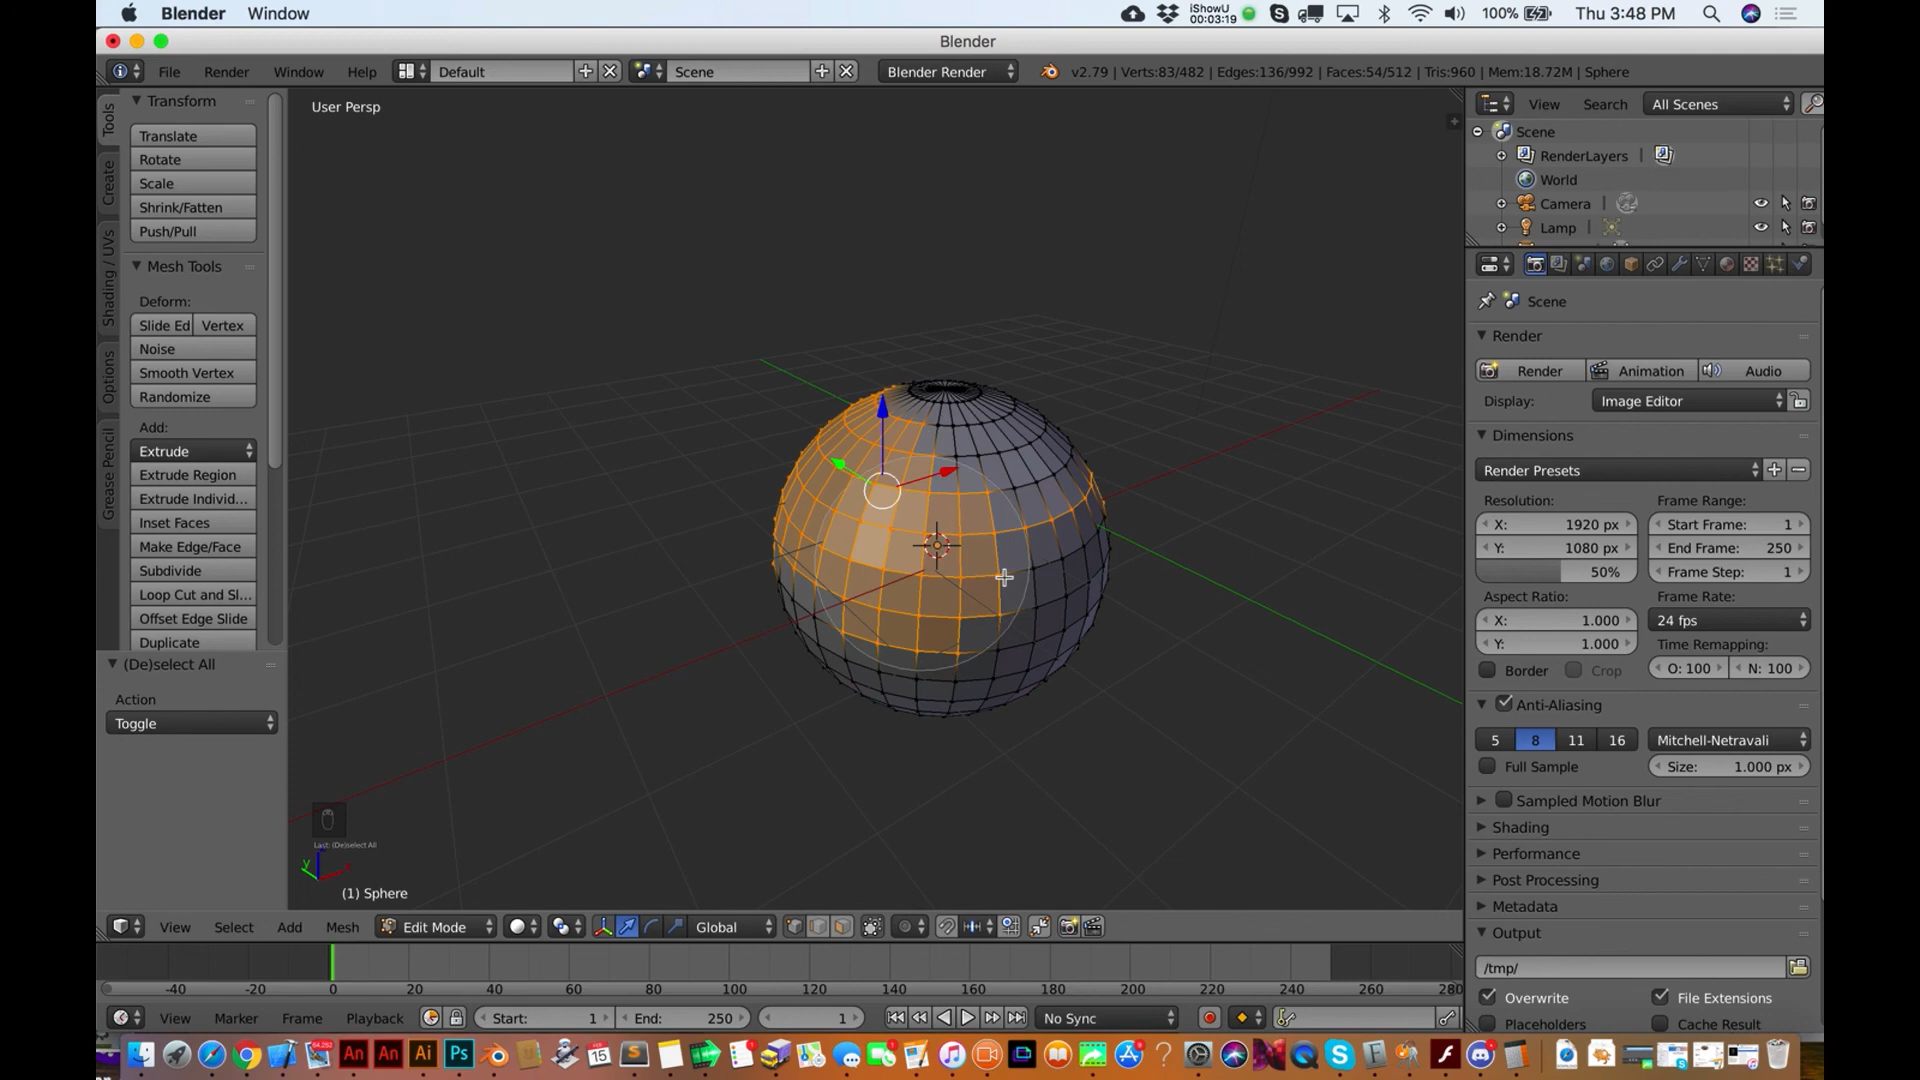 Blender Window iShowU 00:03:19 100% Thu 3:48 PM
Blender
File Render Window Help Default Scene Blender Render v2.79 | Verts:83/482 | Edges:136/992 | Faces:54/512 | Tris:960 | Mem:18.72M | Sphere
Tools
Create
Shading / UVs
Options
Grease Pencil
Transform
Translate
Rotate
Scale
Shrink/Fatten
Push/Pull
Mesh Tools
Deform:
Slide Ed Vertex
Noise
Smooth Vertex
Randomize
Add:
Extrude
Extrude Region
Extrude Individ...
Inset Faces
Make Edge/Face
Subdivide
Loop Cut and Sl...
Offset Edge Slide
Duplicate
(De)select All
Action
Toggle
User Persp
Last: (De)select All
y x
(1) Sphere
View Select Add Mesh Edit Mode Global
-40 -20 0 20 40 60 80 100 120 140 160 180 200 220 240 260 280
View Marker Frame Playback Start: 1 End: 250 1 No Sync
View Search All Scenes
Scene
RenderLayers |
World
Camera |
Lamp |
Scene
Render
Render Animation Audio
Display: Image Editor
Dimensions
Render Presets
Resolution: Frame Range:
X: 1920 px Start Frame: 1
Y: 1080 px End Frame: 250
50% Frame Step: 1
Aspect Ratio: Frame Rate:
X: 1.000 24 fps
Y: 1.000 Time Remapping:
Border Crop O: 100 N: 100
Anti-Aliasing
5 8 11 16 Mitchell-Netravali
Full Sample Size: 1.000 px
Sampled Motion Blur
Shading
Performance
Post Processing
Metadata
Output
/tmp/
Overwrite File Extensions
Placeholders Cache Result
64,252 An An Ai Ps 15